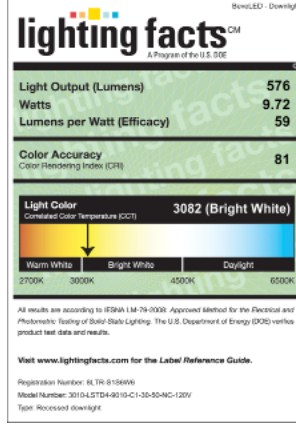 BevoLED - Downlight
lighting facts CM
A Program of the U.S. DOE
Light Output (Lumens) 576
Watts 9.72
Lumens per Watt (Efficacy) 59
Color Accuracy 81
Color Rendering Index (CRI)
Light Color
Correlated Color Temperature (CCT) 3082 (Bright White)
Warm White Bright White Daylight
2700K 3000K 4500K 6500K
All results are according to IESNA LM-79-2008: Approved Method for the Electrical and
Photometric Testing of Solid-State Lighting. The U.S. Department of Energy (DOE) verifies
product test data and results.
Visit www.lightingfacts.com for the Label Reference Guide.
Registration Number: 8LTR-S1S6W6
Model Number: 3010-LSTD4-9010-C1-30-50-NC-120V
Type: Recessed downlight